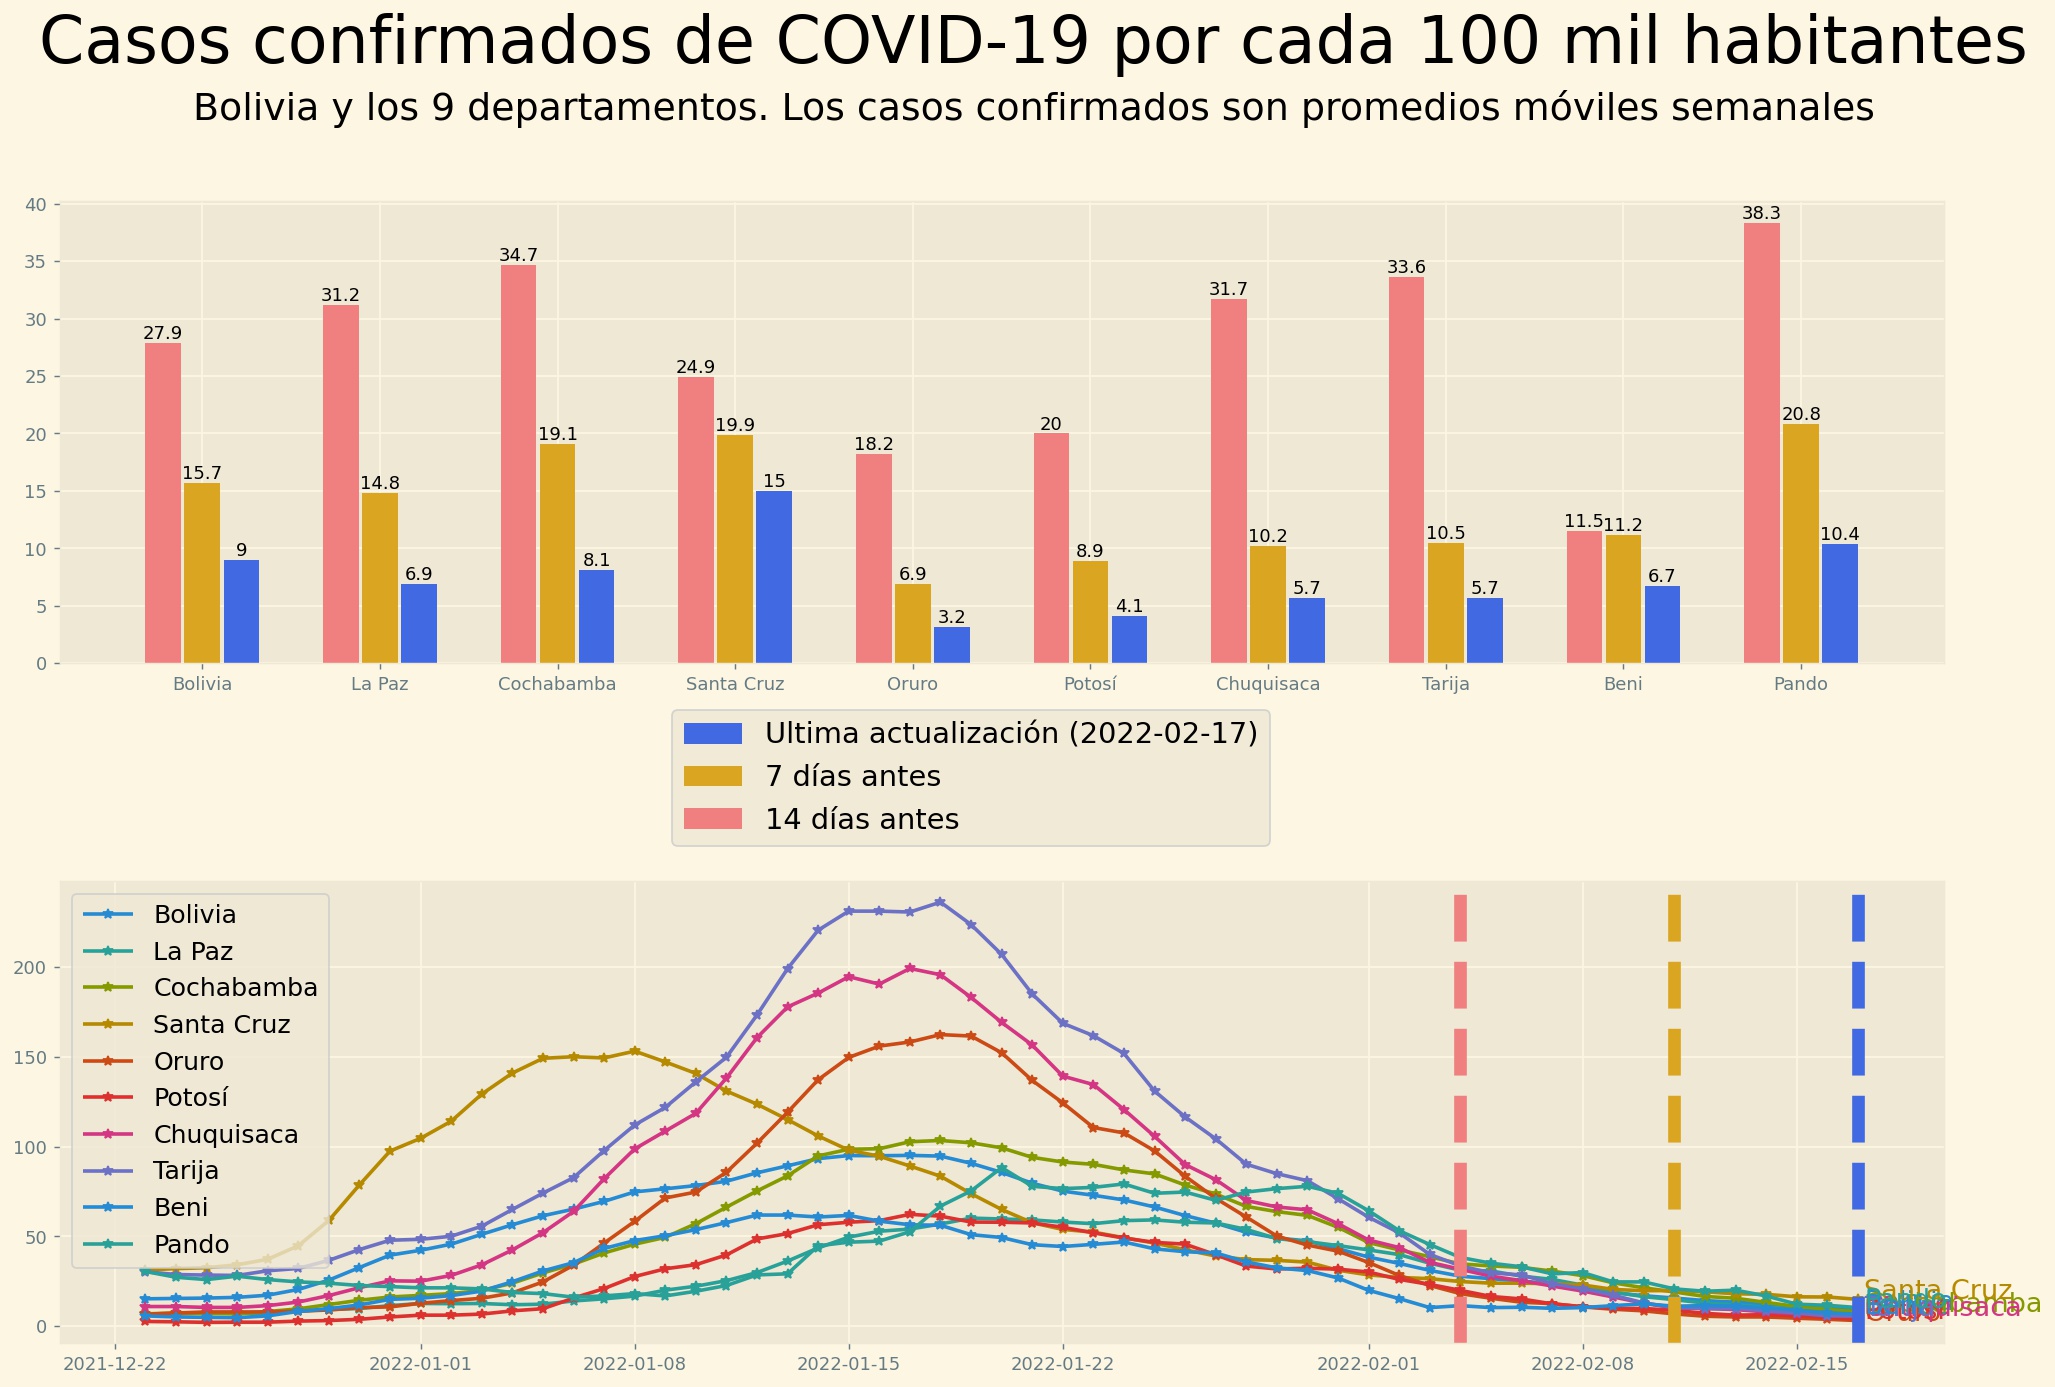 Casos confirmados de COVID-19 por cada 100 mil habitantes
Bolivia y los 9 departamentos. Los casos confirmados son promedios móviles semanales
40
35
30
25
20
15
10
5
0
27.9
15.7
9
31.2
14.8
6.9
34.7
19.1
8.1
24.9
19.9
15
18.2
6.9
3.2
20
8.9
4.1
31.7
10.2
5.7
33.6
10.5
5.7
11.5
11.2
6.7
38.3
20.8
10.4
Bolivia
La Paz
Cochabamba
Santa Cruz
Oruro
Potosí
Chuquisaca
Tarija
Beni
Pando
Ultima actualización (2022-02-17)
7 días antes
14 días antes
200
150
100
50
0
Bolivia
La Paz
Cochabamba
Santa Cruz
Oruro
Potosí
Chuquisaca
Tarija
Beni
Pando
Santa Cruz
2021-12-22
2022-01-01
2022-01-08
2022-01-15
2022-01-22
2022-02-01
2022-02-08
2022-02-15